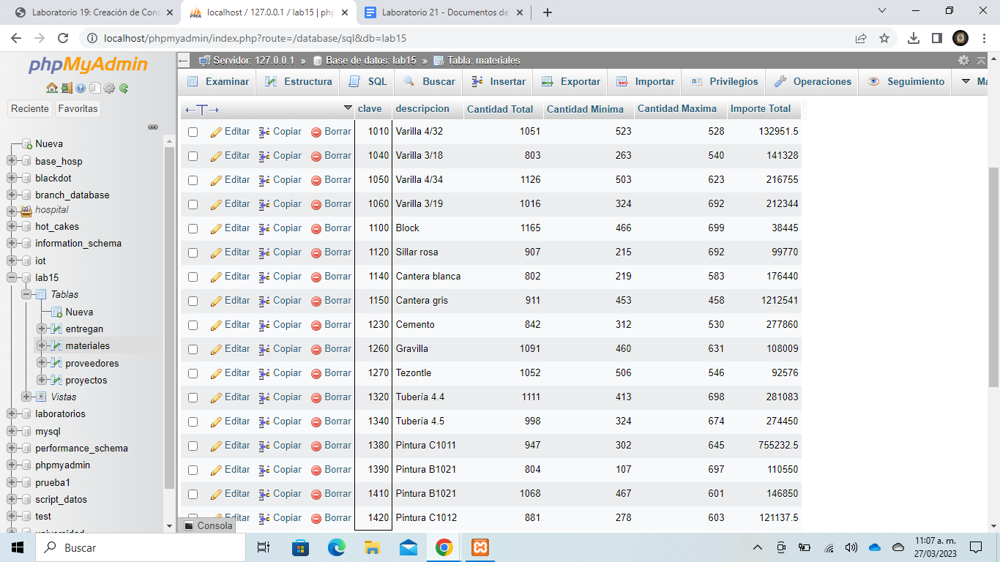 Laboratorio 19: Creación de Cons
localhost / 127.0.0.1 / lab15 | php
Laboratorio 21 - Documentos de
localhost/phpmyadmin/index.php?route=/database/sql&db=lab15
phpMyAdmin
Reciente Favoritas
Nueva
base_hosp
blackdot
branch_database
hospital
hot_cakes
information_schema
iot
lab15
Tablas
Nueva
entregan
materiales
proveedores
proyectos
Vistas
laboratorios
mysql
performance_schema
phpmyadmin
prueba1
script_datos
test
universidad
Servidor: 127.0.0.1 » Base de datos: lab15 » Tabla: materiales
Examinar Estructura SQL Buscar Insertar Exportar Importar Privilegios Operaciones Seguimiento Ma
←T→ clave descripcion Cantidad Total Cantidad Minima Cantidad Maxima Importe Total
Editar Copiar Borrar 1010 Varilla 4/32 1051 523 528 132951.5
Editar Copiar Borrar 1040 Varilla 3/18 803 263 540 141328
Editar Copiar Borrar 1050 Varilla 4/34 1126 503 623 216755
Editar Copiar Borrar 1060 Varilla 3/19 1016 324 692 212344
Editar Copiar Borrar 1100 Block 1165 466 699 38445
Editar Copiar Borrar 1120 Sillar rosa 907 215 692 99770
Editar Copiar Borrar 1140 Cantera blanca 802 219 583 176440
Editar Copiar Borrar 1150 Cantera gris 911 453 458 1212541
Editar Copiar Borrar 1230 Cemento 842 312 530 277860
Editar Copiar Borrar 1260 Gravilla 1091 460 631 108009
Editar Copiar Borrar 1270 Tezontle 1052 506 546 92576
Editar Copiar Borrar 1320 Tubería 4.4 1111 413 698 281083
Editar Copiar Borrar 1340 Tubería 4.5 998 324 674 274450
Editar Copiar Borrar 1380 Pintura C1011 947 302 645 755232.5
Editar Copiar Borrar 1390 Pintura B1021 804 107 697 110550
Editar Copiar Borrar 1410 Pintura B1021 1068 467 601 146850
Editar Copiar Borrar 1420 Pintura C1012 881 278 603 121137.5
Consola
Buscar
11:07 a. m.
27/03/2023